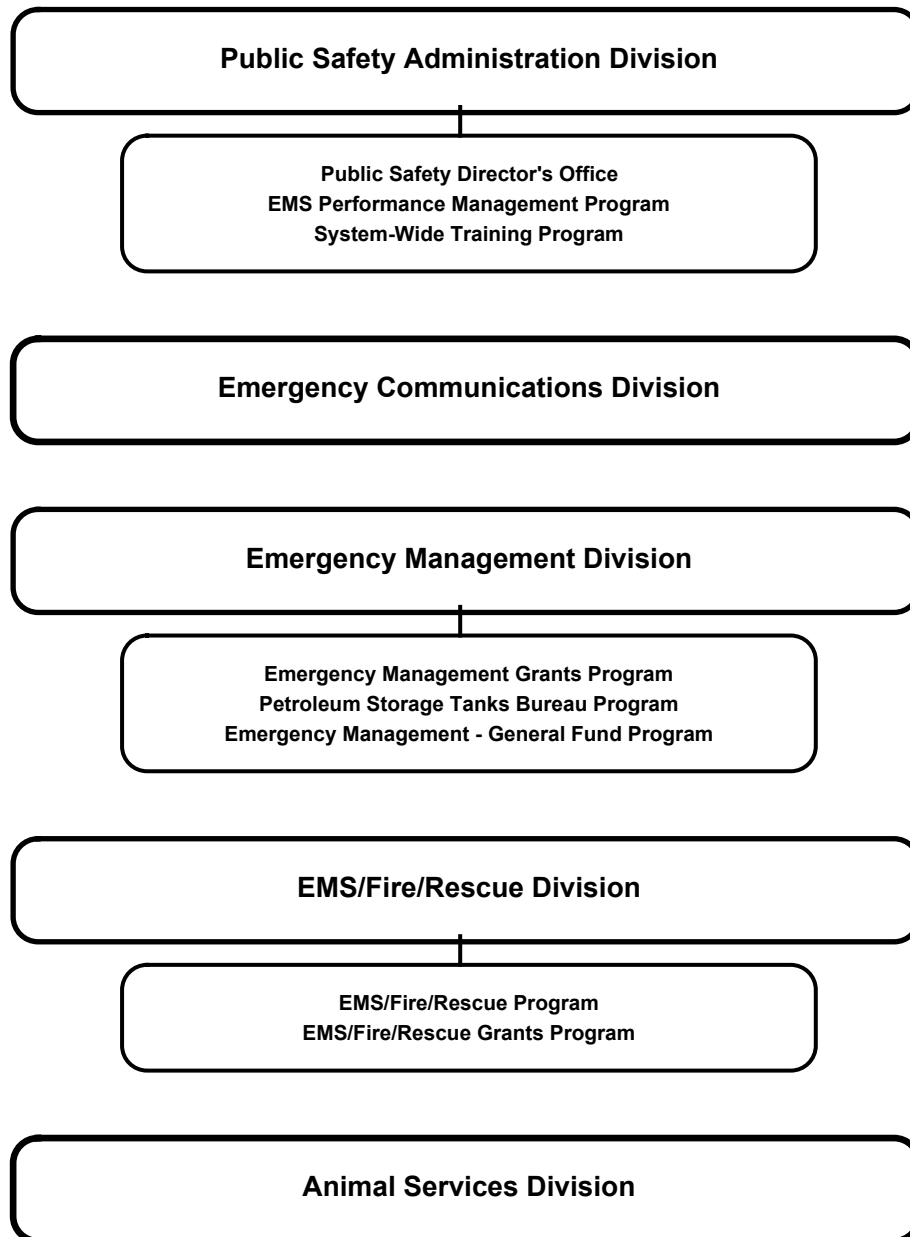 Public Safety Administration Division
Public Safety Director's Office
EMS Performance Management Program
System-Wide Training Program
Emergency Communications Division
Emergency Management Division
Emergency Management Grants Program
Petroleum Storage Tanks Bureau Program
Emergency Management - General Fund Program
EMS/Fire/Rescue Division
EMS/Fire/Rescue Program
EMS/Fire/Rescue Grants Program
Animal Services Division